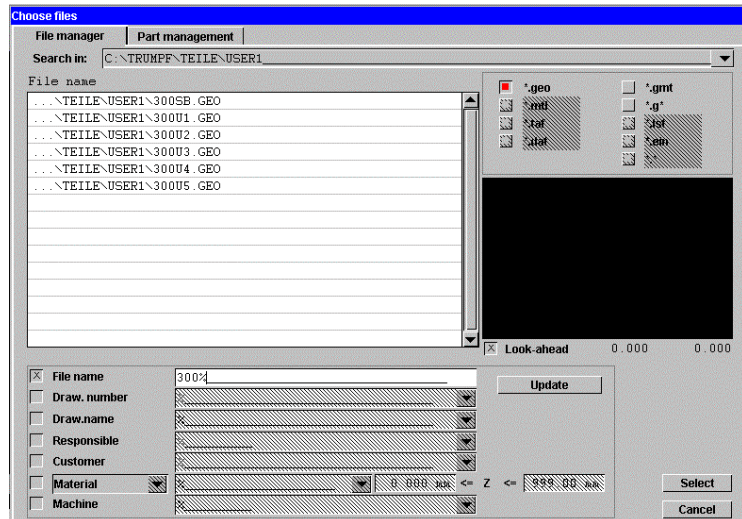 Choose files
File manager Part management
Search in: C:\TRUMPF\TEILE\USER1
File name
...\TEILE\USER1\300SB.GEO
...\TEILE\USER1\300U1.GEO
...\TEILE\USER1\300U2.GEO
...\TEILE\USER1\300U3.GEO
...\TEILE\USER1\300U4.GEO
...\TEILE\USER1\300U5.GEO
*.geo *.gmt
*.mtl *.g*
*.taf *.lst
*.daf *.ein
*.*
X Look-ahead 0.000 0.000
X File name 300%
Update
Draw. number %
Draw.name %
Responsible %
Customer %
Material % 0.000 mm <= Z <= 999.00 mm
Machine %
Select
Cancel